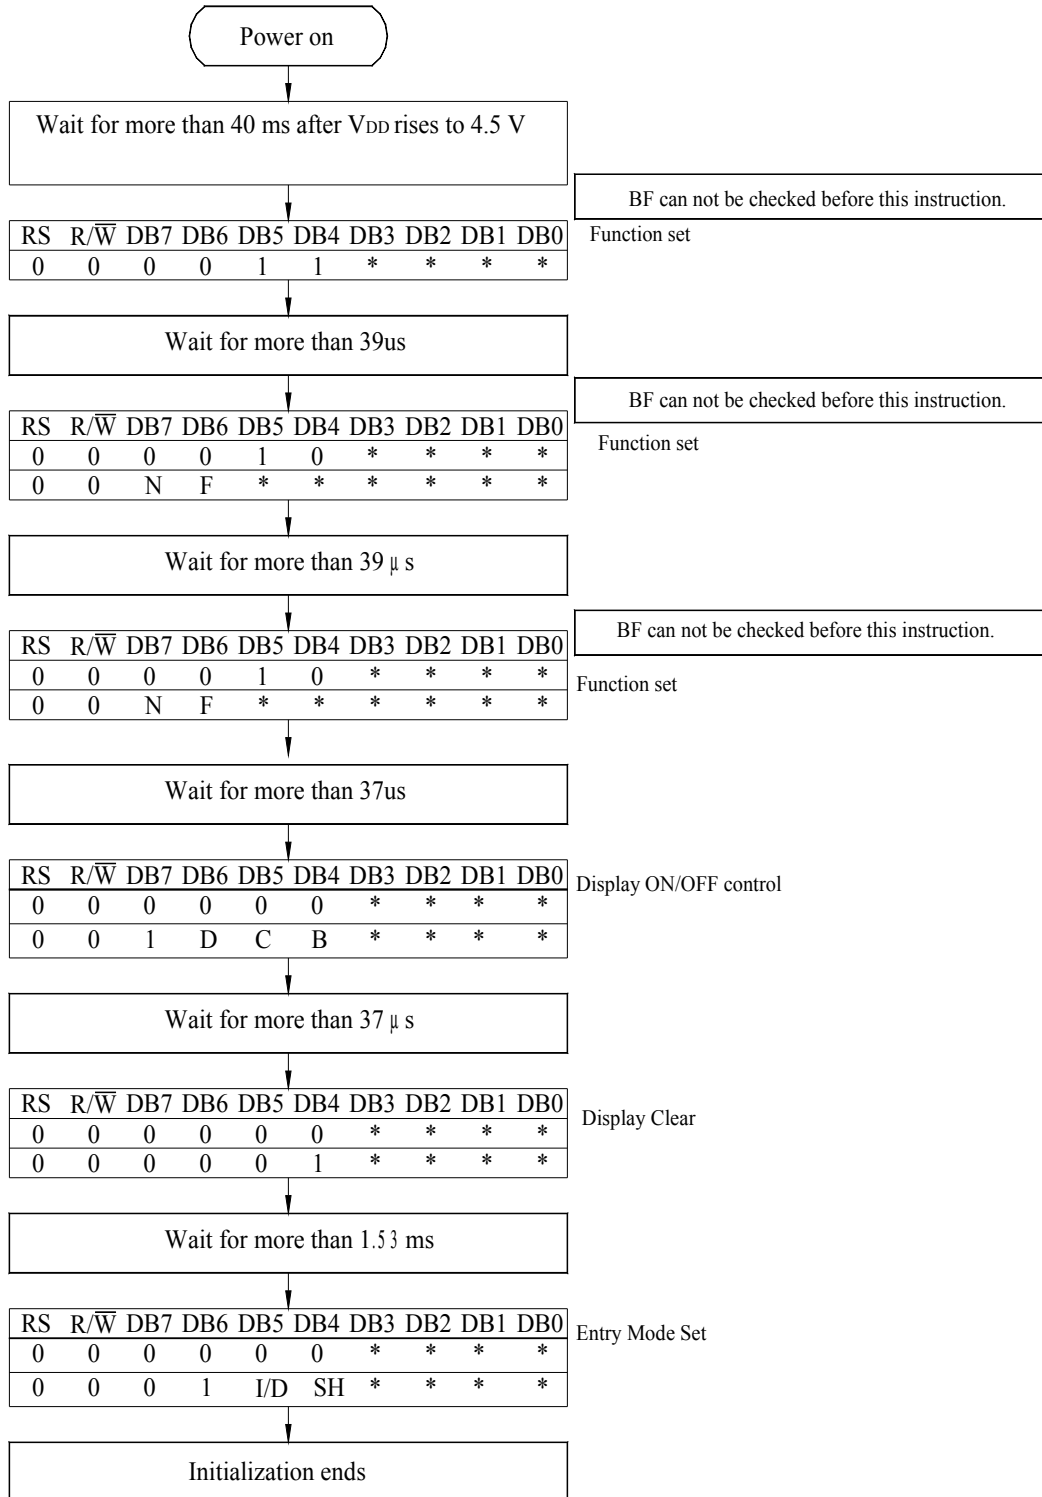 Power on
Wait for more than 40 ms after VDD rises to 4.5 V
BF can not be checked before this instruction.
RS R/W̅ DB7 DB6 DB5 DB4 DB3 DB2 DB1 DB0
Function set
0 0 0 0 1 1 * * * *
Wait for more than 39us
BF can not be checked before this instruction.
RS R/W̅ DB7 DB6 DB5 DB4 DB3 DB2 DB1 DB0
Function set
0 0 0 0 1 0 * * * *
0 0 N F * * * * * *
Wait for more than 39 μ s
BF can not be checked before this instruction.
RS R/W̅ DB7 DB6 DB5 DB4 DB3 DB2 DB1 DB0
0 0 0 0 1 0 * * * *
Function set
0 0 N F * * * * * *
Wait for more than 37us
RS R/W̅ DB7 DB6 DB5 DB4 DB3 DB2 DB1 DB0
Display ON/OFF control
0 0 0 0 0 0 * * * *
0 0 1 D C B * * * *
Wait for more than 37 μ s
RS R/W̅ DB7 DB6 DB5 DB4 DB3 DB2 DB1 DB0
Display Clear
0 0 0 0 0 0 * * * *
0 0 0 0 0 1 * * * *
Wait for more than 1.53 ms
RS R/W̅ DB7 DB6 DB5 DB4 DB3 DB2 DB1 DB0
Entry Mode Set
0 0 0 0 0 0 * * * *
0 0 0 1 I/D SH * * * *
Initialization ends